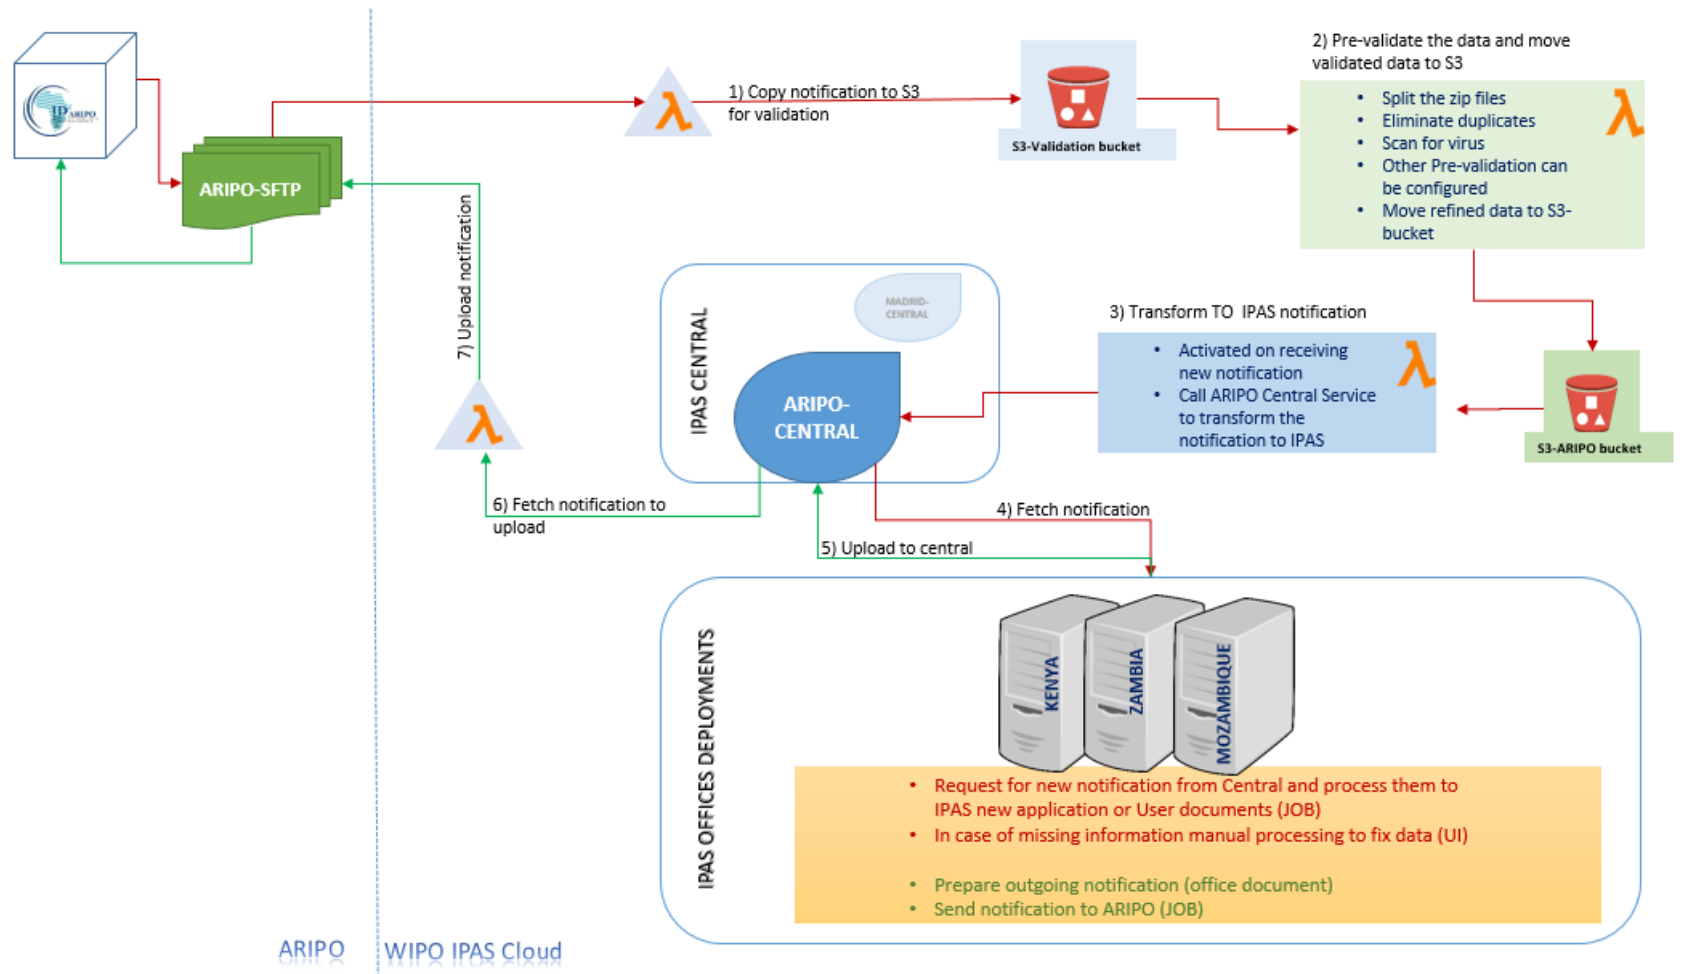 IP ARIPO
ARIPO-SFTP
1) Copy notification to S3
for validation
S3-Validation bucket
2) Pre-validate the data and move
validated data to S3
• Split the zip files
• Eliminate duplicates
• Scan for virus
• Other Pre-validation can
be configured
• Move refined data to S3-
bucket
7) Upload notification
IPAS CENTRAL
MADRID-
CENTRAL
ARIPO-
CENTRAL
3) Transform TO IPAS notification
• Activated on receiving
new notification
• Call ARIPO Central Service
to transform the
notification to IPAS
S3-ARIPO bucket
6) Fetch notification to
upload
4) Fetch notification
5) Upload to central
IPAS OFFICES DEPLOYMENTS
KENYA
ZAMBIA
MOZAMBIQUE
• Request for new notification from Central and process them to
IPAS new application or User documents (JOB)
• In case of missing information manual processing to fix data (UI)
• Prepare outgoing notification (office document)
• Send notification to ARIPO (JOB)
ARIPO
WIPO IPAS Cloud